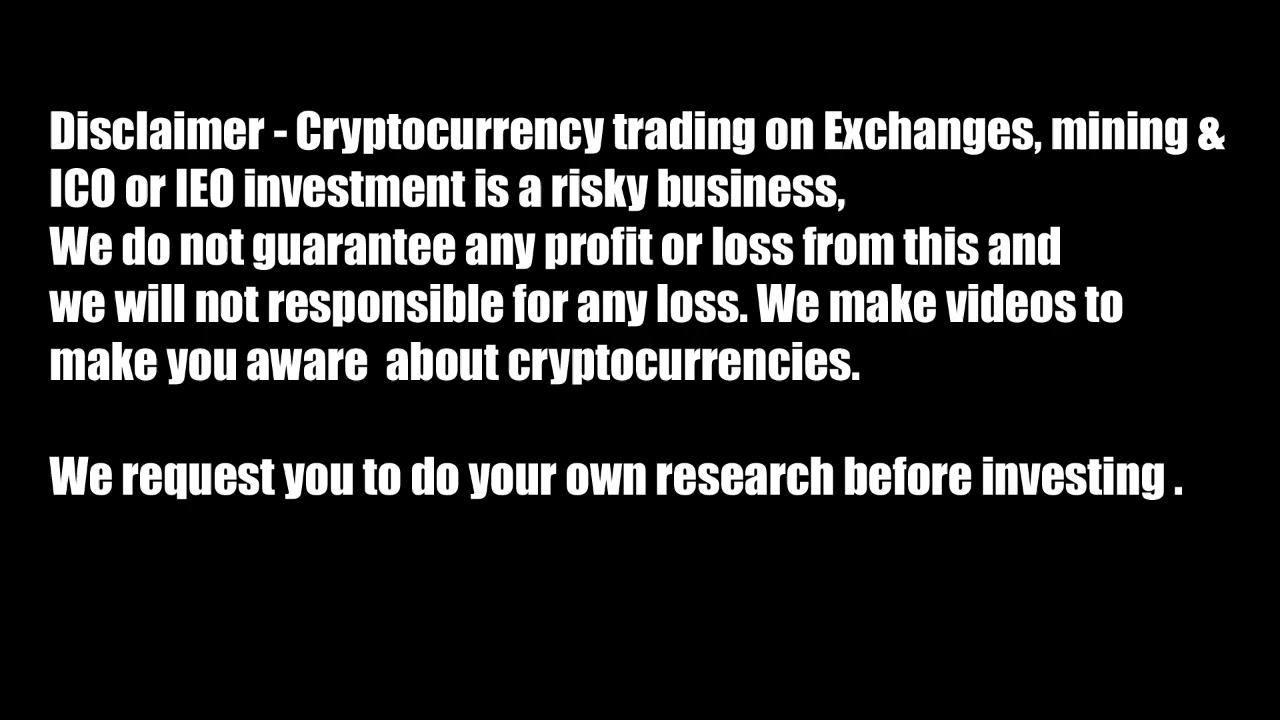 Disclaimer - Cryptocurrency trading on Exchanges, mining &
ICO or IEO investment is a risky business,
We do not guarantee any profit or loss from this and
we will not responsible for any loss. We make videos to
make you aware  about cryptocurrencies.
We request you to do your own research before investing .